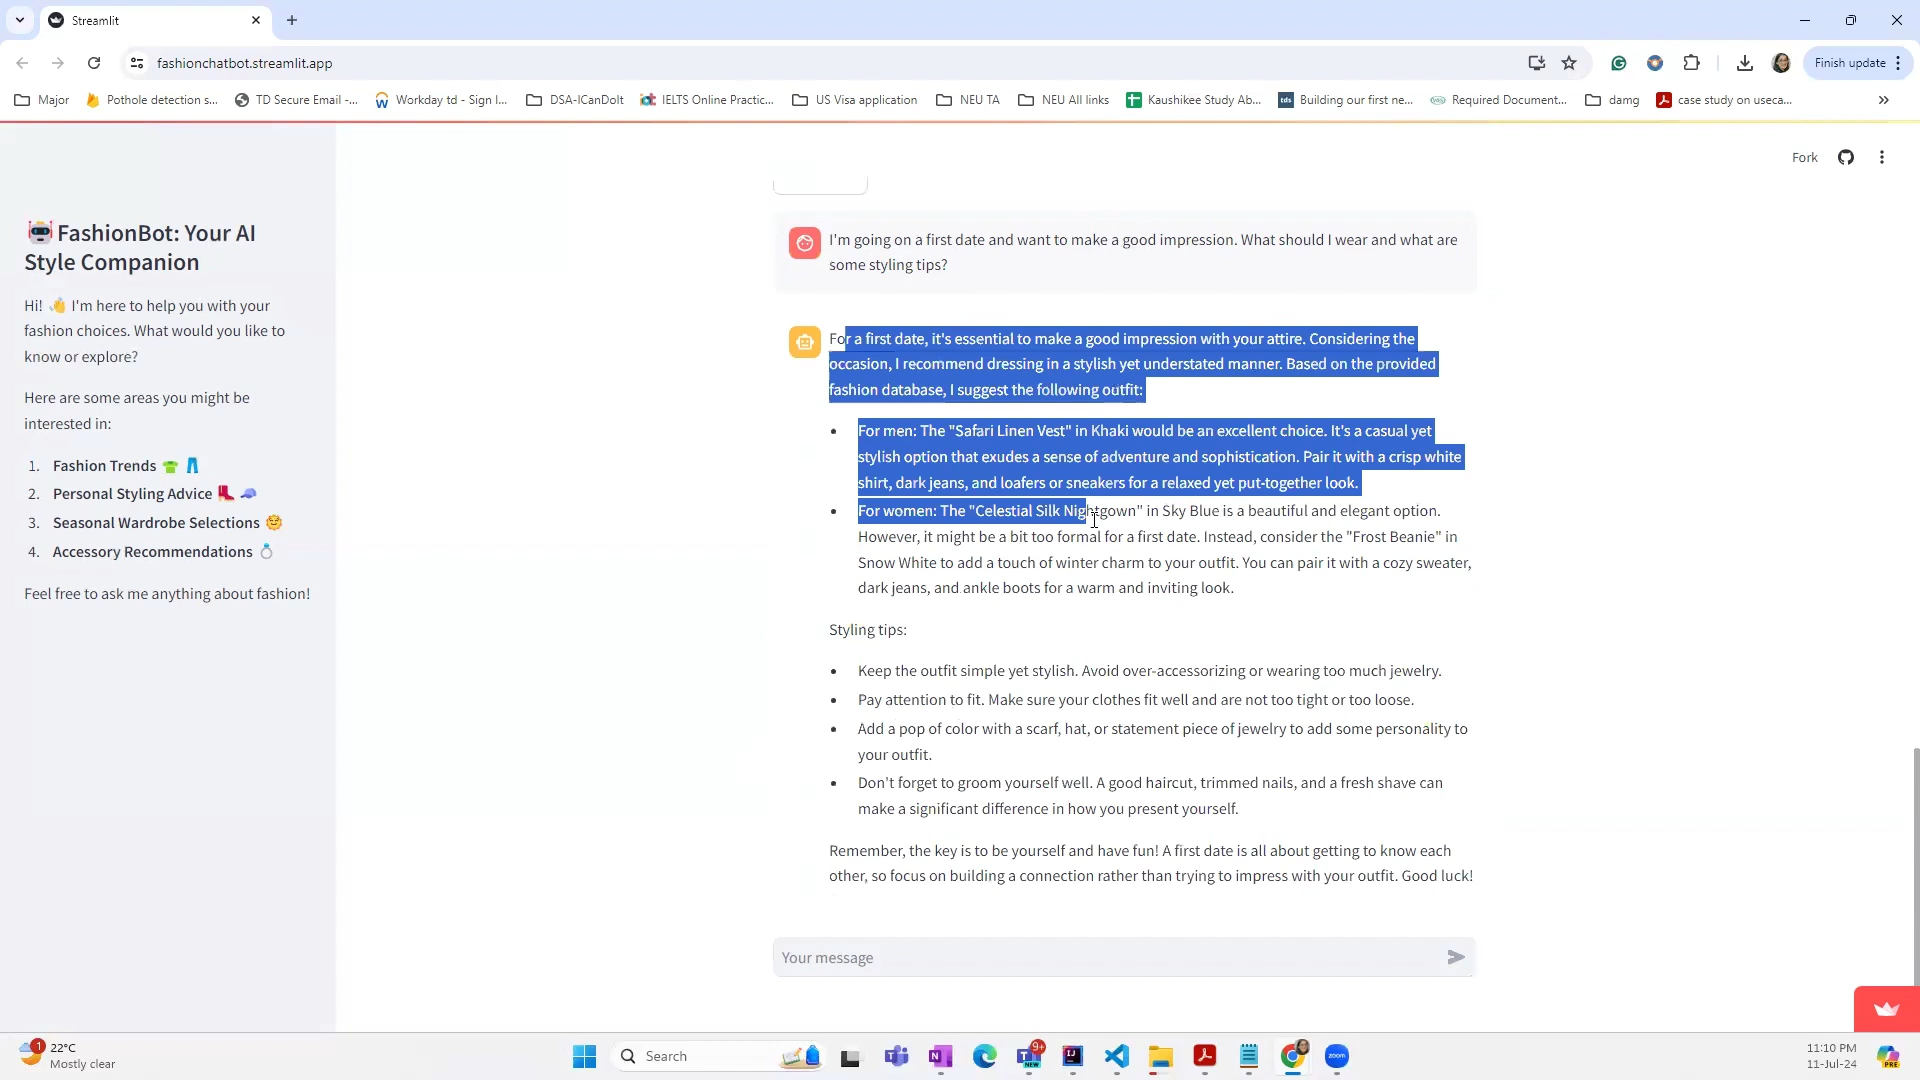 Streamlit
fashionchatbot.streamlit.app
Finish update
Major
Pothole detection s...
TD Secure Email -...
Workday td - Sign I...
DSA-ICanDoIt
IELTS Online Practic...
US Visa application
NEU TA
NEU All links
Kaushikee Study Ab...
Building our first ne...
Required Document...
damg
case study on useca...
Fork
FashionBot: Your AI
Style Companion
Hi! 👋 I'm here to help you with your
fashion choices. What would you like to
know or explore?
Here are some areas you might be
interested in:
1. Fashion Trends 👕 👖
2. Personal Styling Advice 👢 🧢
3. Seasonal Wardrobe Selections 🌞
4. Accessory Recommendations 💍
Feel free to ask me anything about fashion!
I'm going on a first date and want to make a good impression. What should I wear and what are
some styling tips?
For a first date, it's essential to make a good impression with your attire. Considering the
occasion, I recommend dressing in a stylish yet understated manner. Based on the provided
fashion database, I suggest the following outfit:
• For men: The "Safari Linen Vest" in Khaki would be an excellent choice. It's a casual yet
stylish option that exudes a sense of adventure and sophistication. Pair it with a crisp white
shirt, dark jeans, and loafers or sneakers for a relaxed yet put-together look.
• For women: The "Celestial Silk Nightgown" in Sky Blue is a beautiful and elegant option.
However, it might be a bit too formal for a first date. Instead, consider the "Frost Beanie" in
Snow White to add a touch of winter charm to your outfit. You can pair it with a cozy sweater,
dark jeans, and ankle boots for a warm and inviting look.
Styling tips:
• Keep the outfit simple yet stylish. Avoid over-accessorizing or wearing too much jewelry.
• Pay attention to fit. Make sure your clothes fit well and are not too tight or too loose.
• Add a pop of color with a scarf, hat, or statement piece of jewelry to add some personality to
your outfit.
• Don't forget to groom yourself well. A good haircut, trimmed nails, and a fresh shave can
make a significant difference in how you present yourself.
Remember, the key is to be yourself and have fun! A first date is all about getting to know each
other, so focus on building a connection rather than trying to impress with your outfit. Good luck!
Your message
1
22°C
Mostly clear
Search
9+
NEW
zoom
PRE
11:10 PM
11-Jul-24